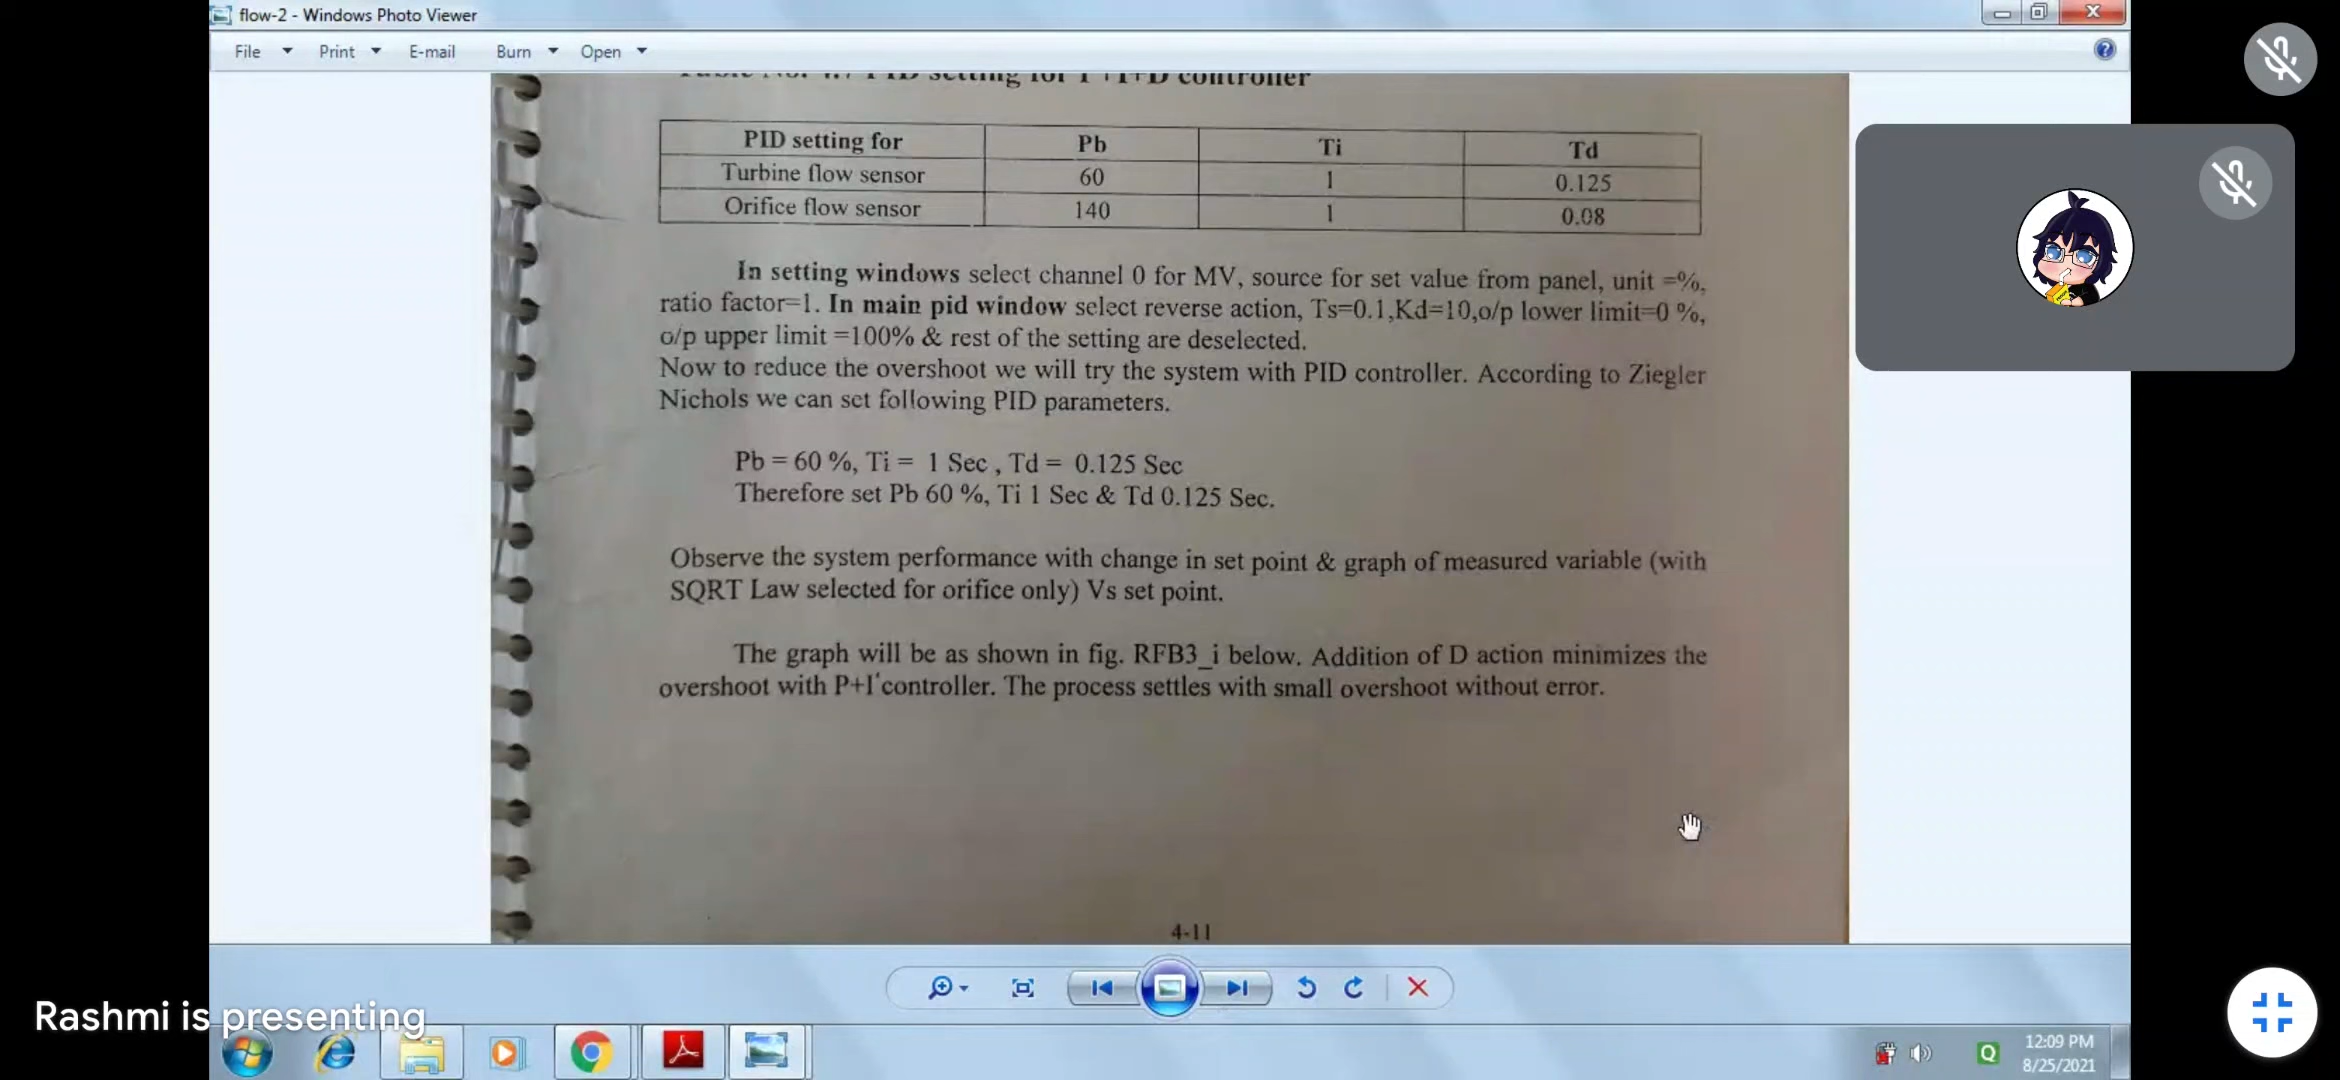 flow-2 - Windows Photo Viewer
File Print E-mail Burn Open
Table No. 4.7 PID setting for P+I+D controller
PID setting for Pb Ti Td
Turbine flow sensor 60 1 0.125
Orifice flow sensor 140 1 0.08
In setting windows select channel 0 for MV, source for set value from panel, unit =%,
ratio factor=1. In main pid window select reverse action, Ts=0.1,Kd=10,o/p lower limit=0 %,
o/p upper limit =100% & rest of the setting are deselected.
Now to reduce the overshoot we will try the system with PID controller. According to Ziegler
Nichols we can set following PID parameters.
Pb = 60 %, Ti = 1 Sec , Td = 0.125 Sec
Therefore set Pb 60 %, Ti 1 Sec & Td 0.125 Sec.
Observe the system performance with change in set point & graph of measured variable (with
SQRT Law selected for orifice only) Vs set point.
The graph will be as shown in fig. RFB3_i below. Addition of D action minimizes the
overshoot with P+I'controller. The process settles with small overshoot without error.
4-11
Rashmi is presenting
12:09 PM
8/25/2021